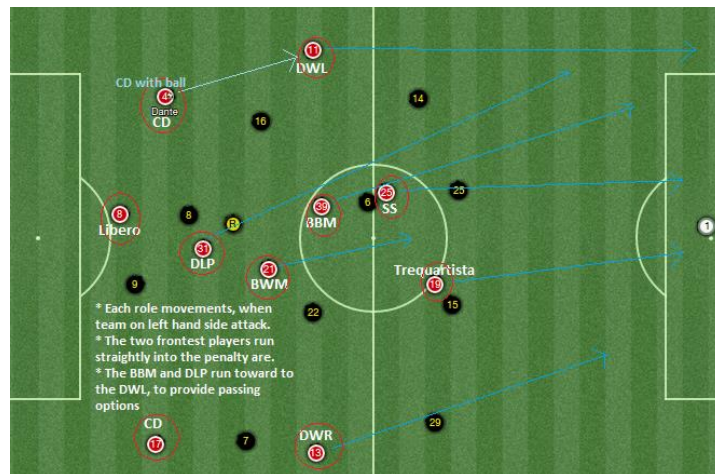 11
DWL
CD with ball
4
Dante
CD
14
16
8
Libero
8
R
39
BBM
6
25
SS
25
1
31
DLP
21
BWM
Trequartista
19
9
15
22
* Each role movements, when
team on left hand side attack.
* The two frontest players run
straightly into the penalty are.
* The BBM and DLP run toward to
the DWL, to provide passing
options
CD
17
7
DWR
13
29